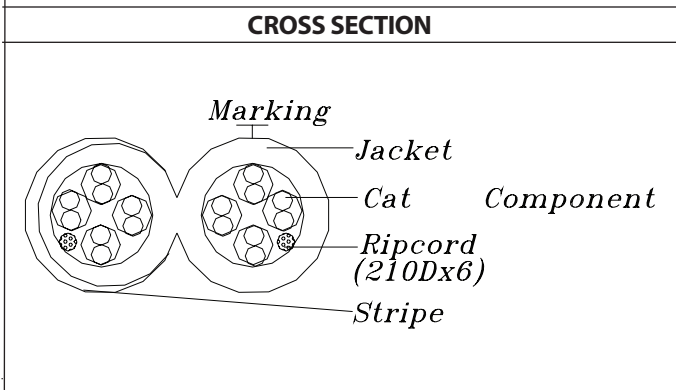 CROSS SECTION
Marking
Jacket
Cat Component
Ripcord
(210Dx6)
Stripe